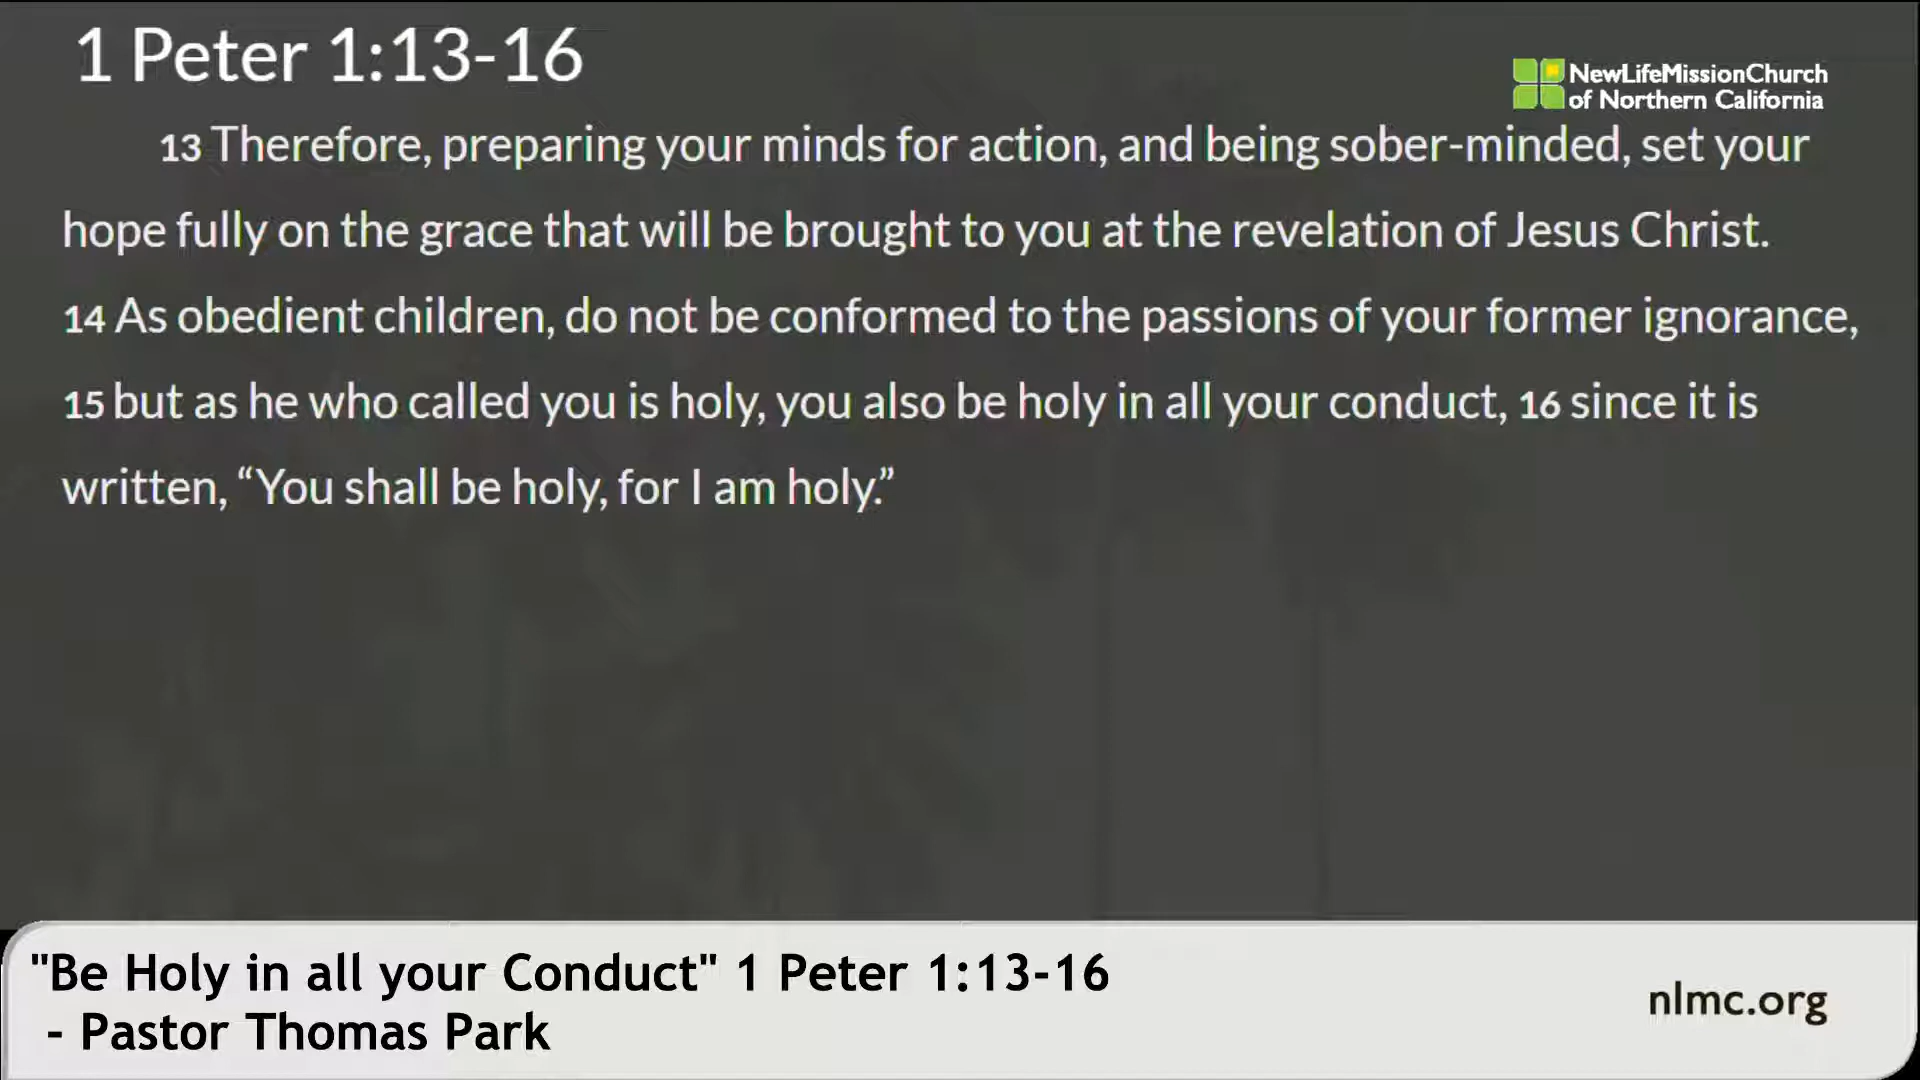 1 Peter 1:13-16
NewLifeMissionChurch
of Northern California
13 Therefore, preparing your minds for action, and being sober-minded, set your
hope fully on the grace that will be brought to you at the revelation of Jesus Christ.
14 As obedient children, do not be conformed to the passions of your former ignorance,
15 but as he who called you is holy, you also be holy in all your conduct, 16 since it is
written, “You shall be holy, for I am holy.”
"Be Holy in all your Conduct" 1 Peter 1:13-16
- Pastor Thomas Park
nlmc.org